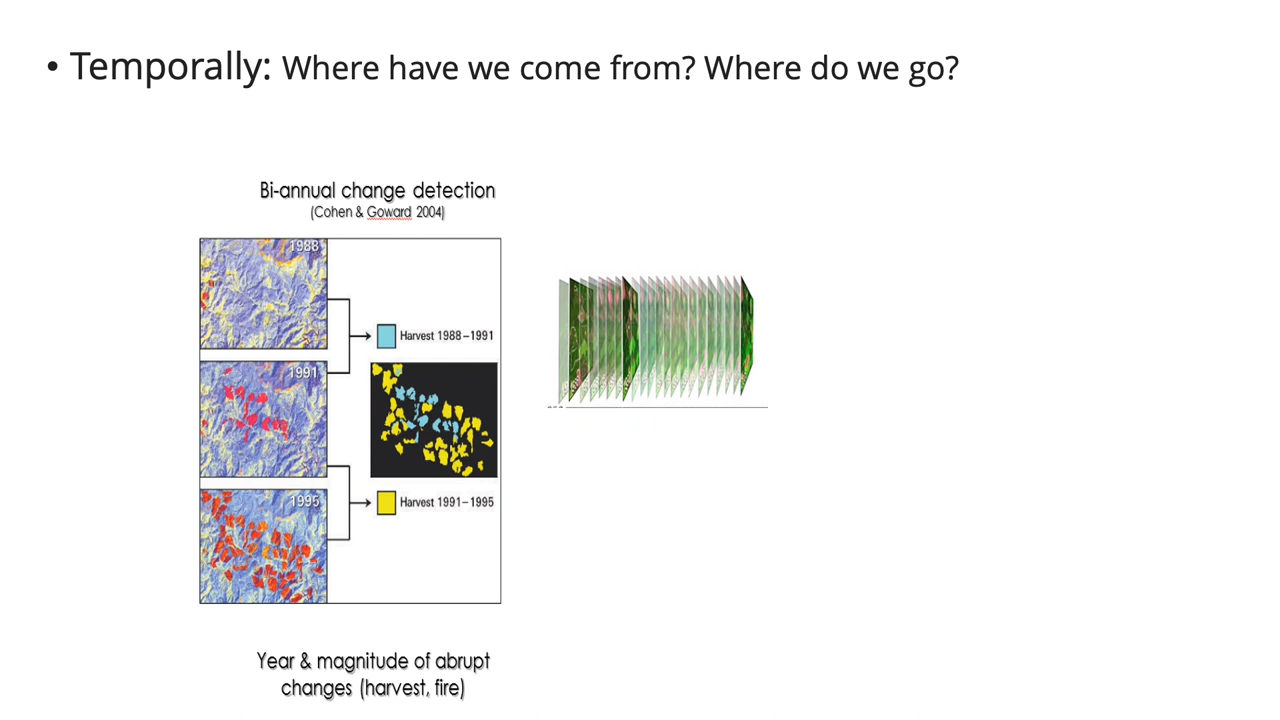 • Temporally: Where have we come from? Where do we go?
Bi-annual change detection
(Cohen & Goward 2004)
1988
Harvest 1988–1991
1991
1995
Harvest 1991–1995
Year & magnitude of abrupt
changes (harvest, fire)